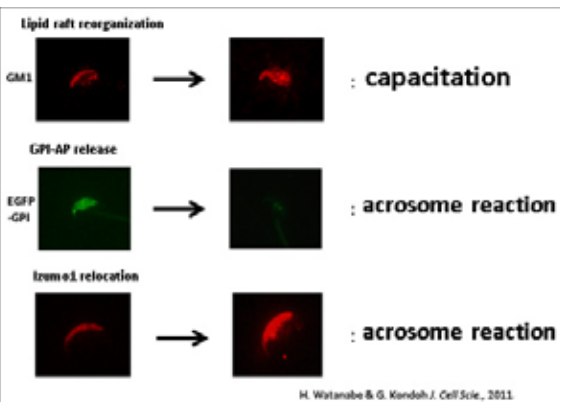 Lipid raft reorganization
GM1
: capacitation
GPI-AP release
EGFP
-GPI
: acrosome reaction
Izumo1 relocation
: acrosome reaction
H. Watanabe & G. Kondoh J. Cell Scie., 2011.